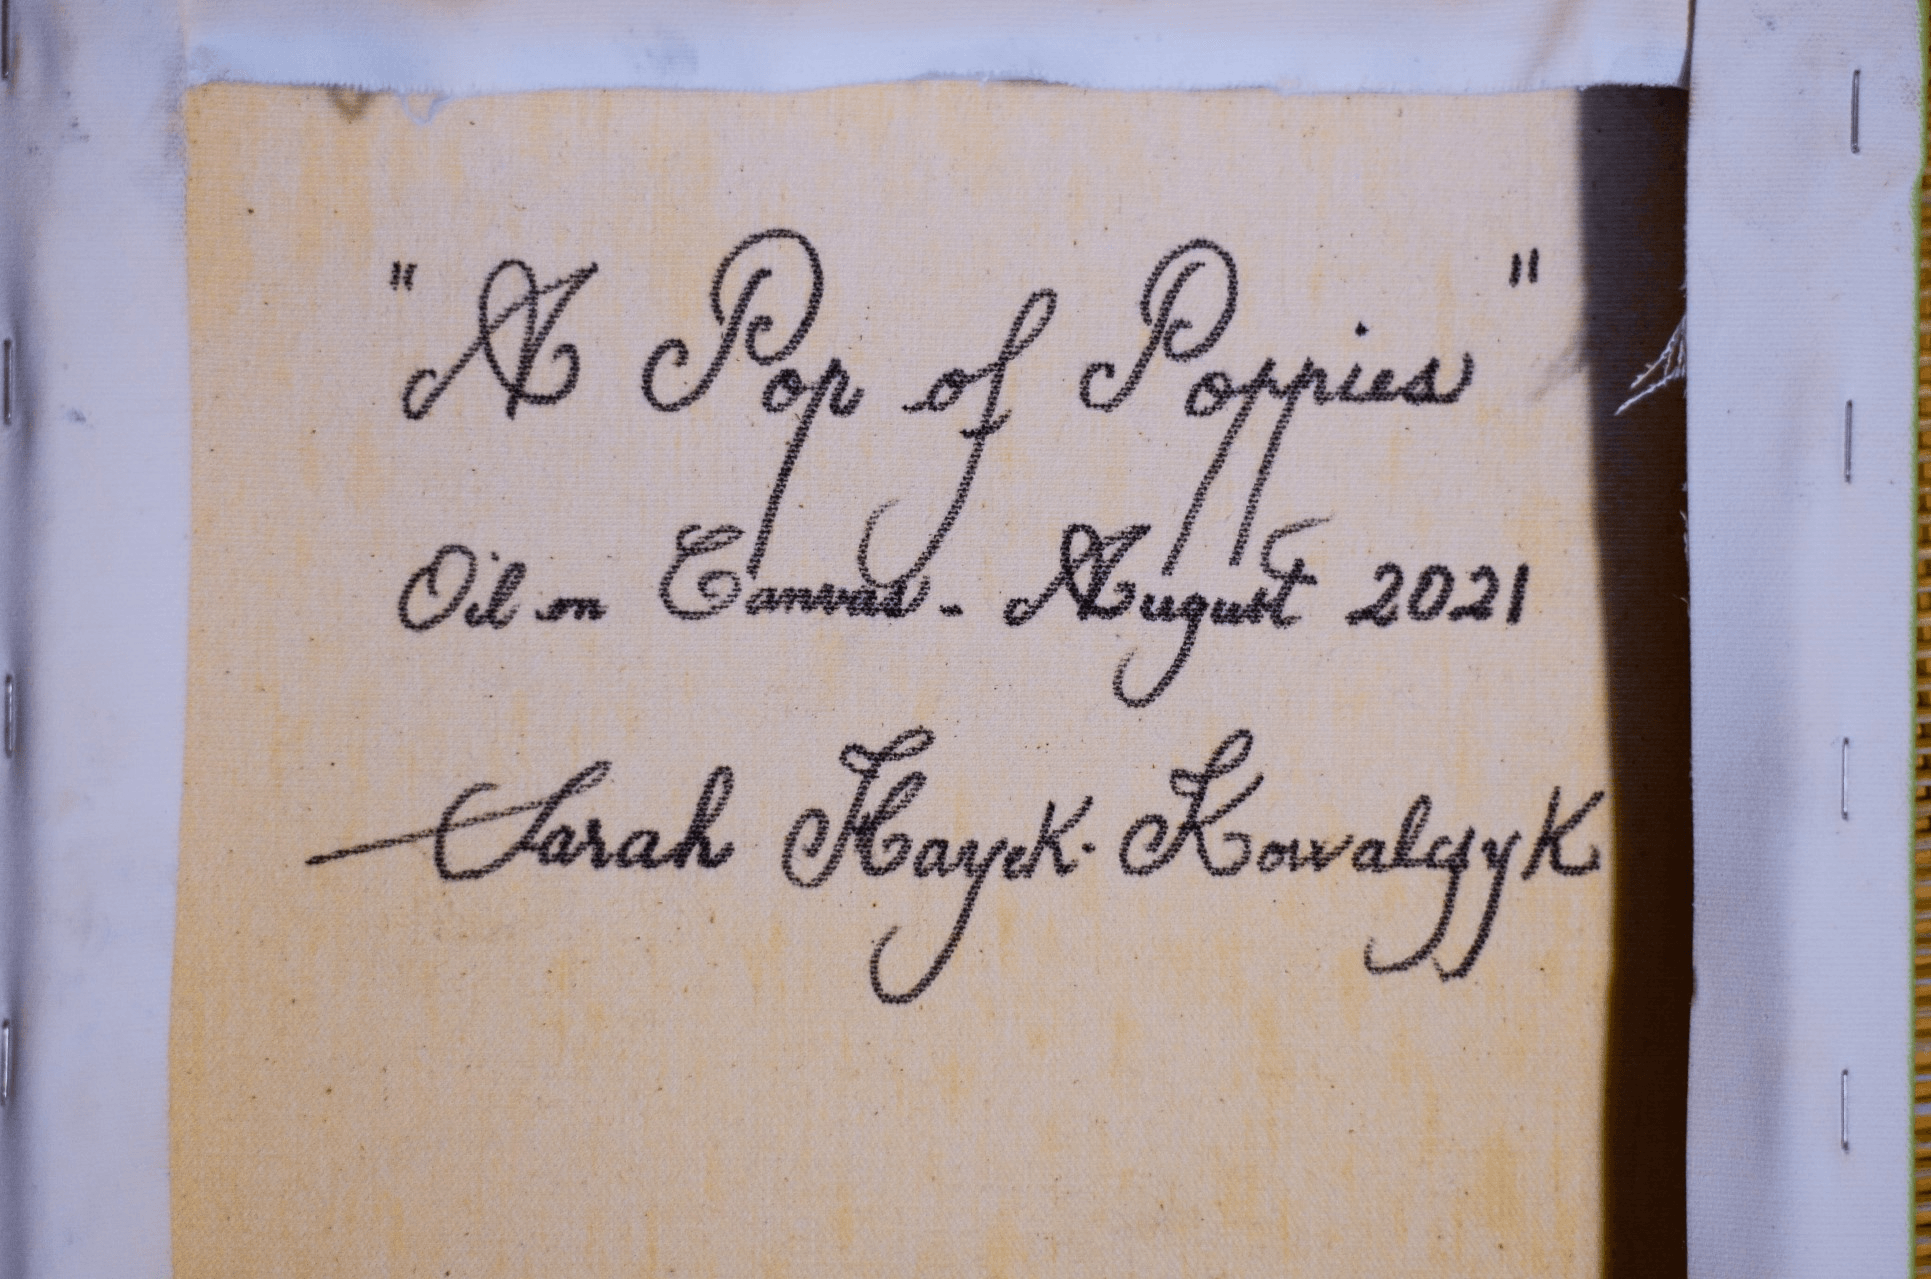 "A Pop of Poppies"
Oil on Canvas - August 2021
Sarah Hayek-Kowalczyk